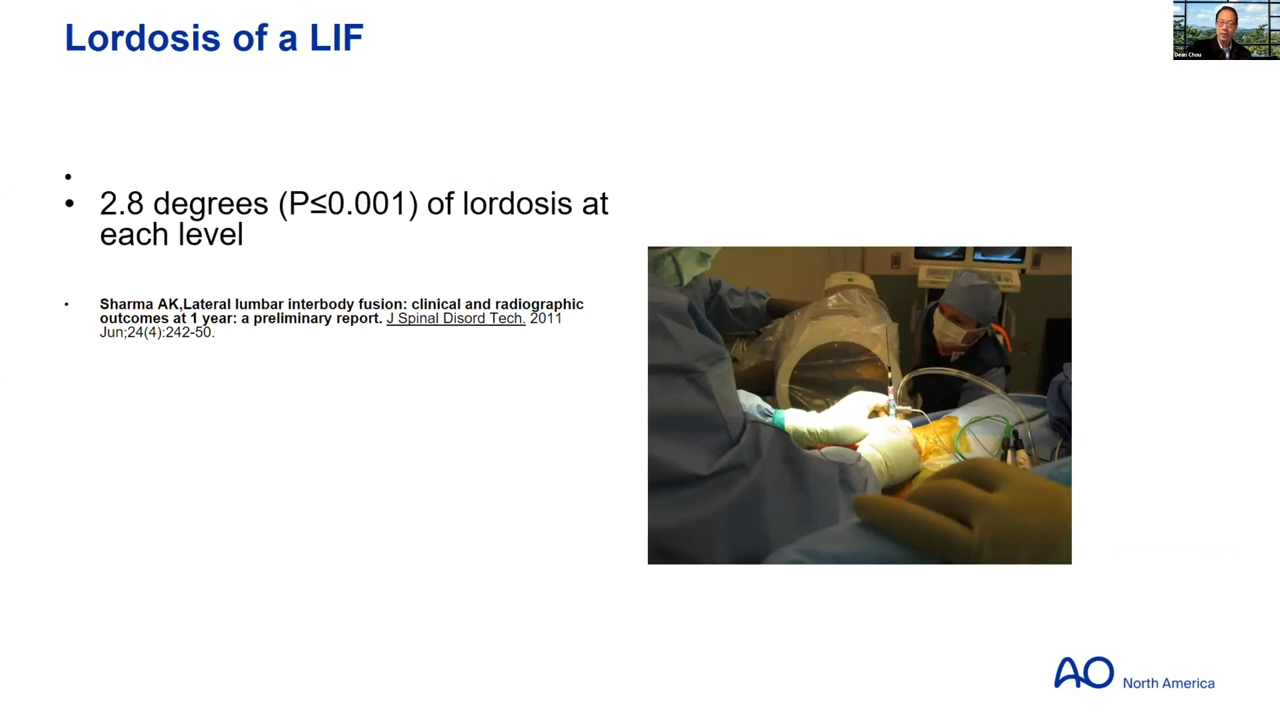 Lordosis of a LIF
Dean Chou
•
• 2.8 degrees (P≤0.001) of lordosis at
each level
• Sharma AK,Lateral lumbar interbody fusion: clinical and radiographic
outcomes at 1 year: a preliminary report. J Spinal Disord Tech. 2011
Jun;24(4):242-50.
AO North America